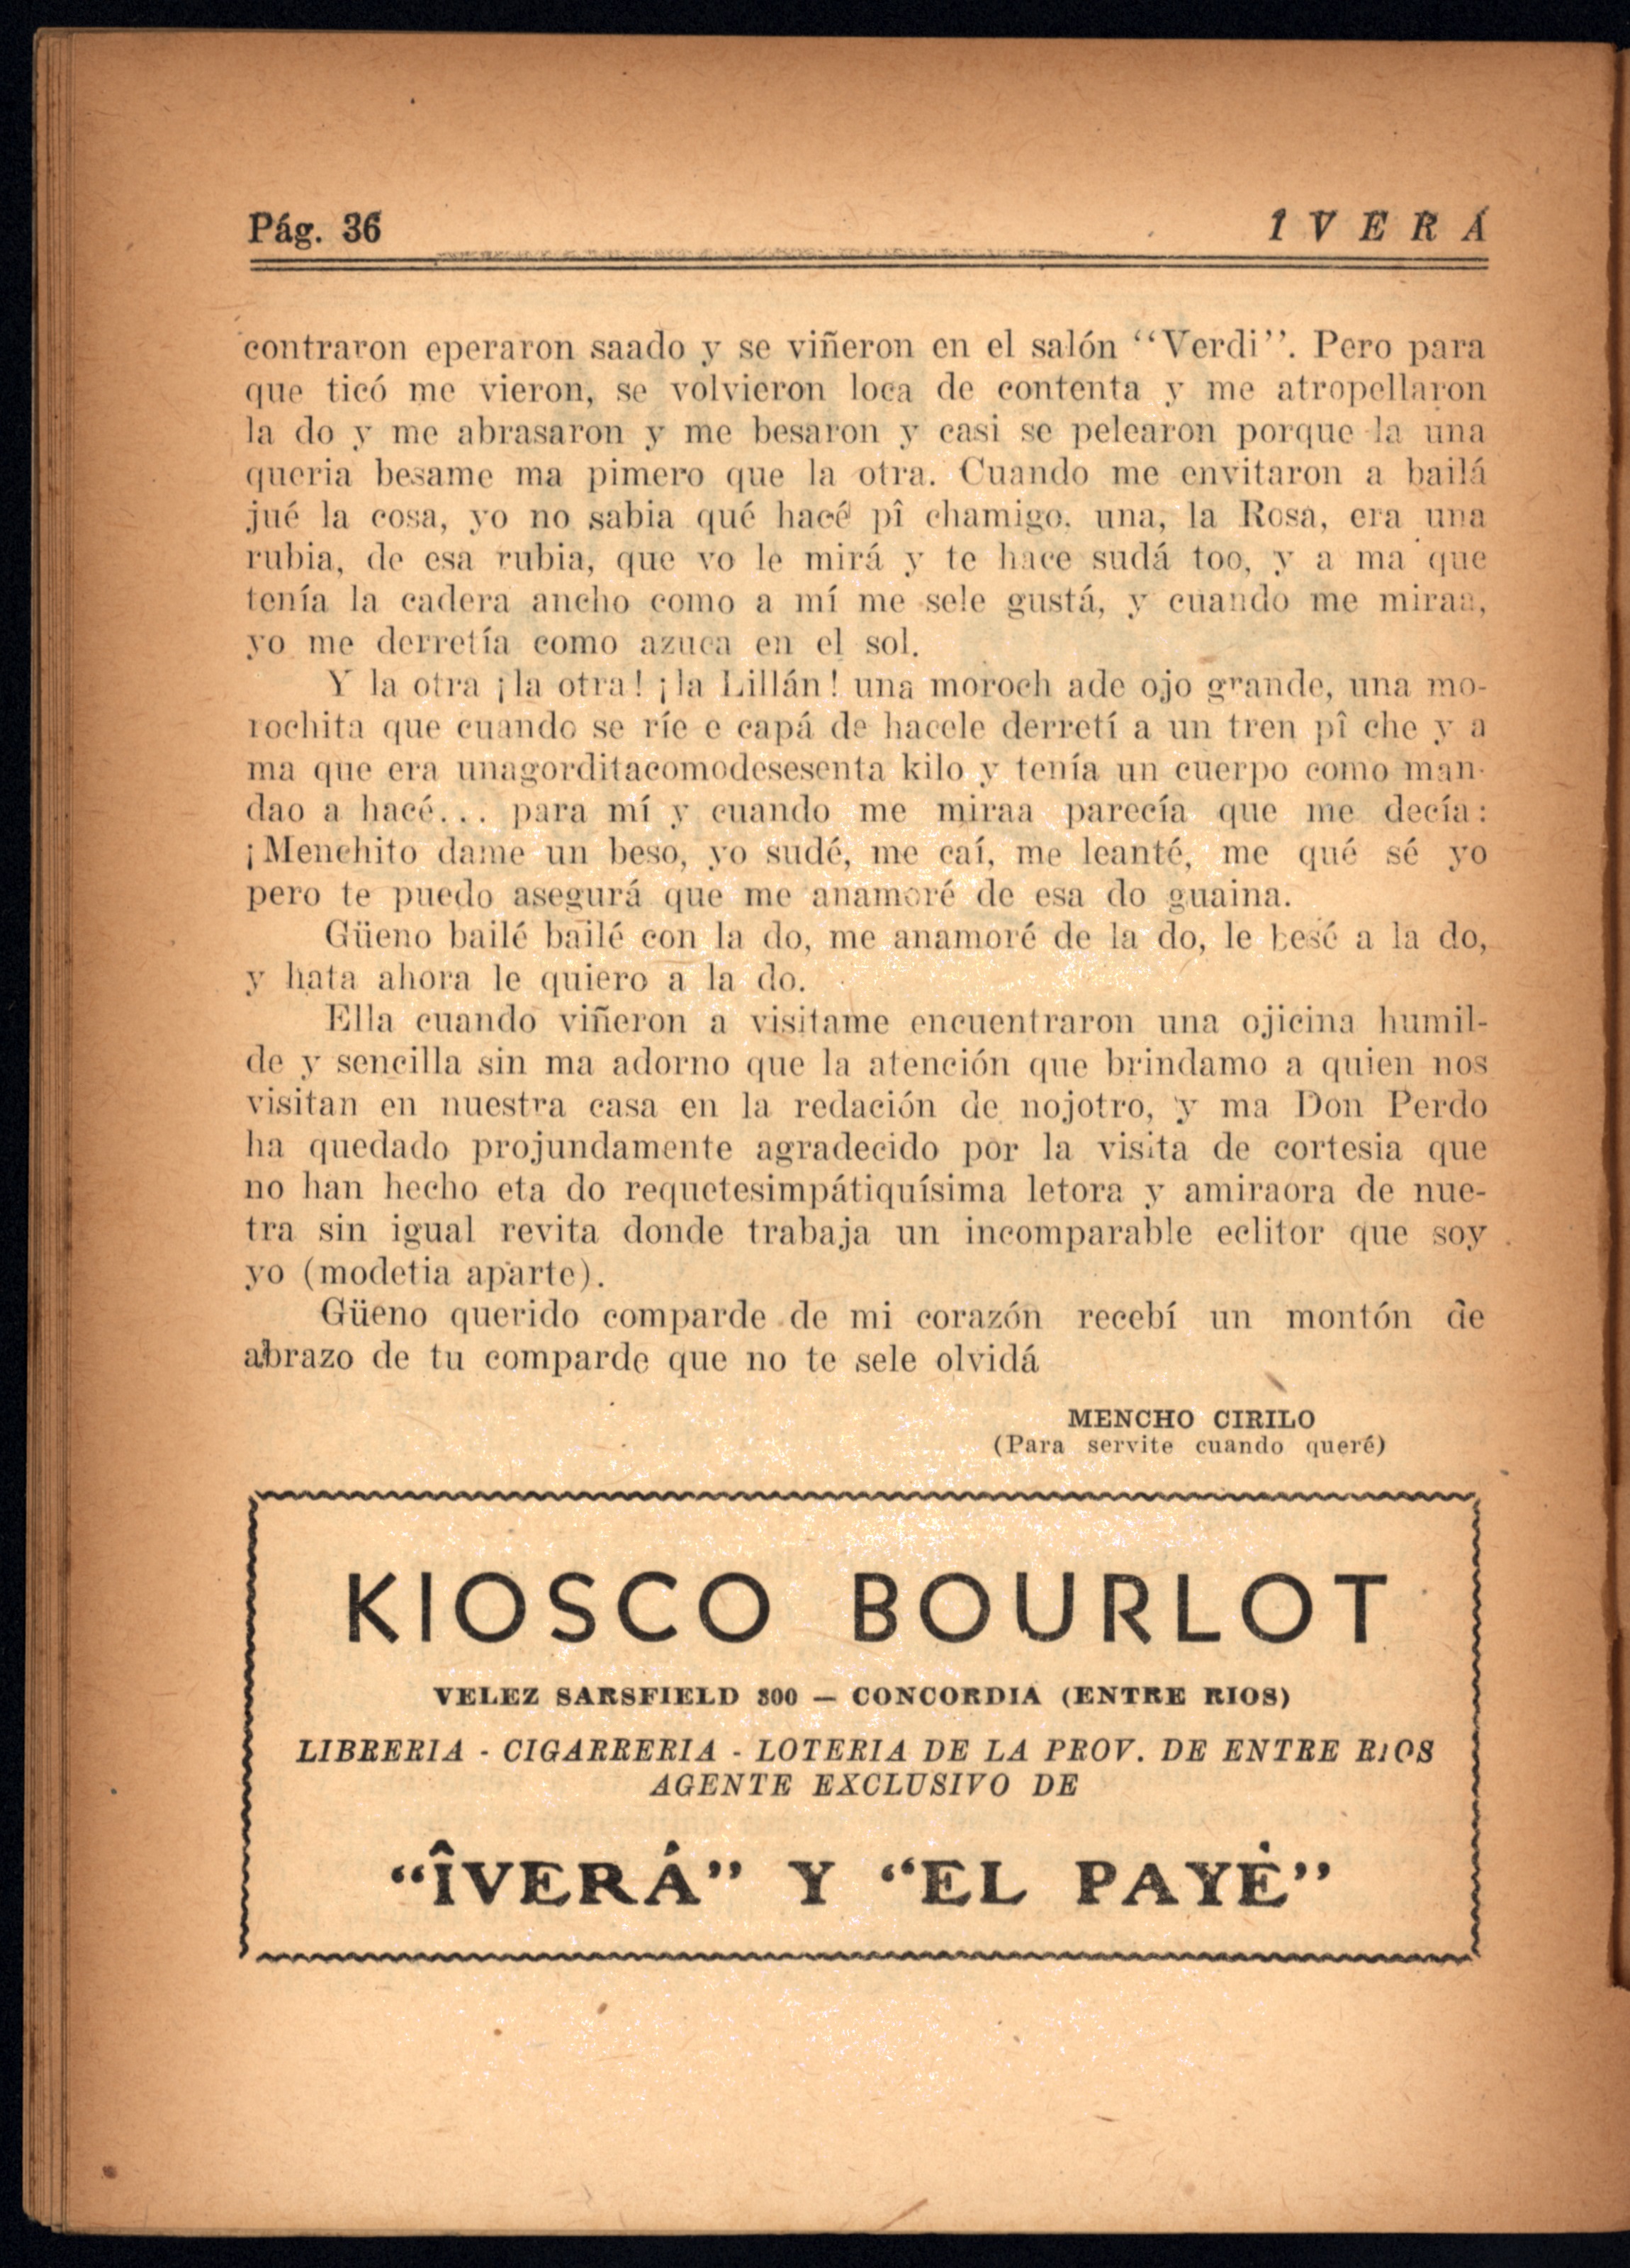 Pág. 36
IVERÁ
contraron eperaron saado y se viñeron en el salón “Verdi”. Pero para
que ticó me vieron, se volvieron loca de contenta y me atropellaron
la do y me abrasaron y me besaron y casi se pelearon porque la una
queria besame ma pimero que la otra. Cuando me envitaron a bailá
jué la cosa, yo no sabia qué hacé pî chamigo. una, la Rosa, era una
rubia, de esa rubia, que vo le mirá y te hace sudá too, y a ma que
tenía la cadera ancho como a mí me sele gustá, y cuando me miraa,
yo me derretía como azuca en el sol.
Y la otra ¡la otra! ¡la Lillán! una moroch ade ojo grande, una mo-
rochita que cuando se ríe e capá de hacele derretí a un tren pî che y a
ma que era unagorditacomodesesenta kilo y tenía un cuerpo como man-
dao a hacé... para mí y cuando me miraa parecía que me decía:
¡Menchito dame un beso, yo sudé, me caí, me leanté, me qué sé yo
pero te puedo asegurá que me anamoré de esa do guaina.
Güeno bailé bailé con la do, me anamoré de la do, le besé a la do,
y hata ahora le quiero a la do.
Ella cuando viñeron a visitame encuentraron una ojicina humil-
de y sencilla sin ma adorno que la atención que brindamo a quien nos
visitan en nuestra casa en la redación de nojotro, y ma Don Perdo
ha quedado projundamente agradecido por la visita de cortesia que
no han hecho eta do requetesimpátiquísima letora y amiraora de nue-
tra sin igual revita donde trabaja un incomparable eclitor que soy
yo (modetia aparte).
Güeno querido comparde de mi corazón recebí un montón de
abrazo de tu comparde que no te sele olvidá
MENCHO CIRILO
(Para servite cuando queré)
KIOSCO BOURLOT
VELEZ SARSFIELD 800 — CONCORDIA (ENTRE RIOS)
LIBRERIA - CIGARRERIA - LOTERIA DE LA PROV. DE ENTRE RIOS
AGENTE EXCLUSIVO DE
“ÎVERÁ” Y “EL PAYÉ”